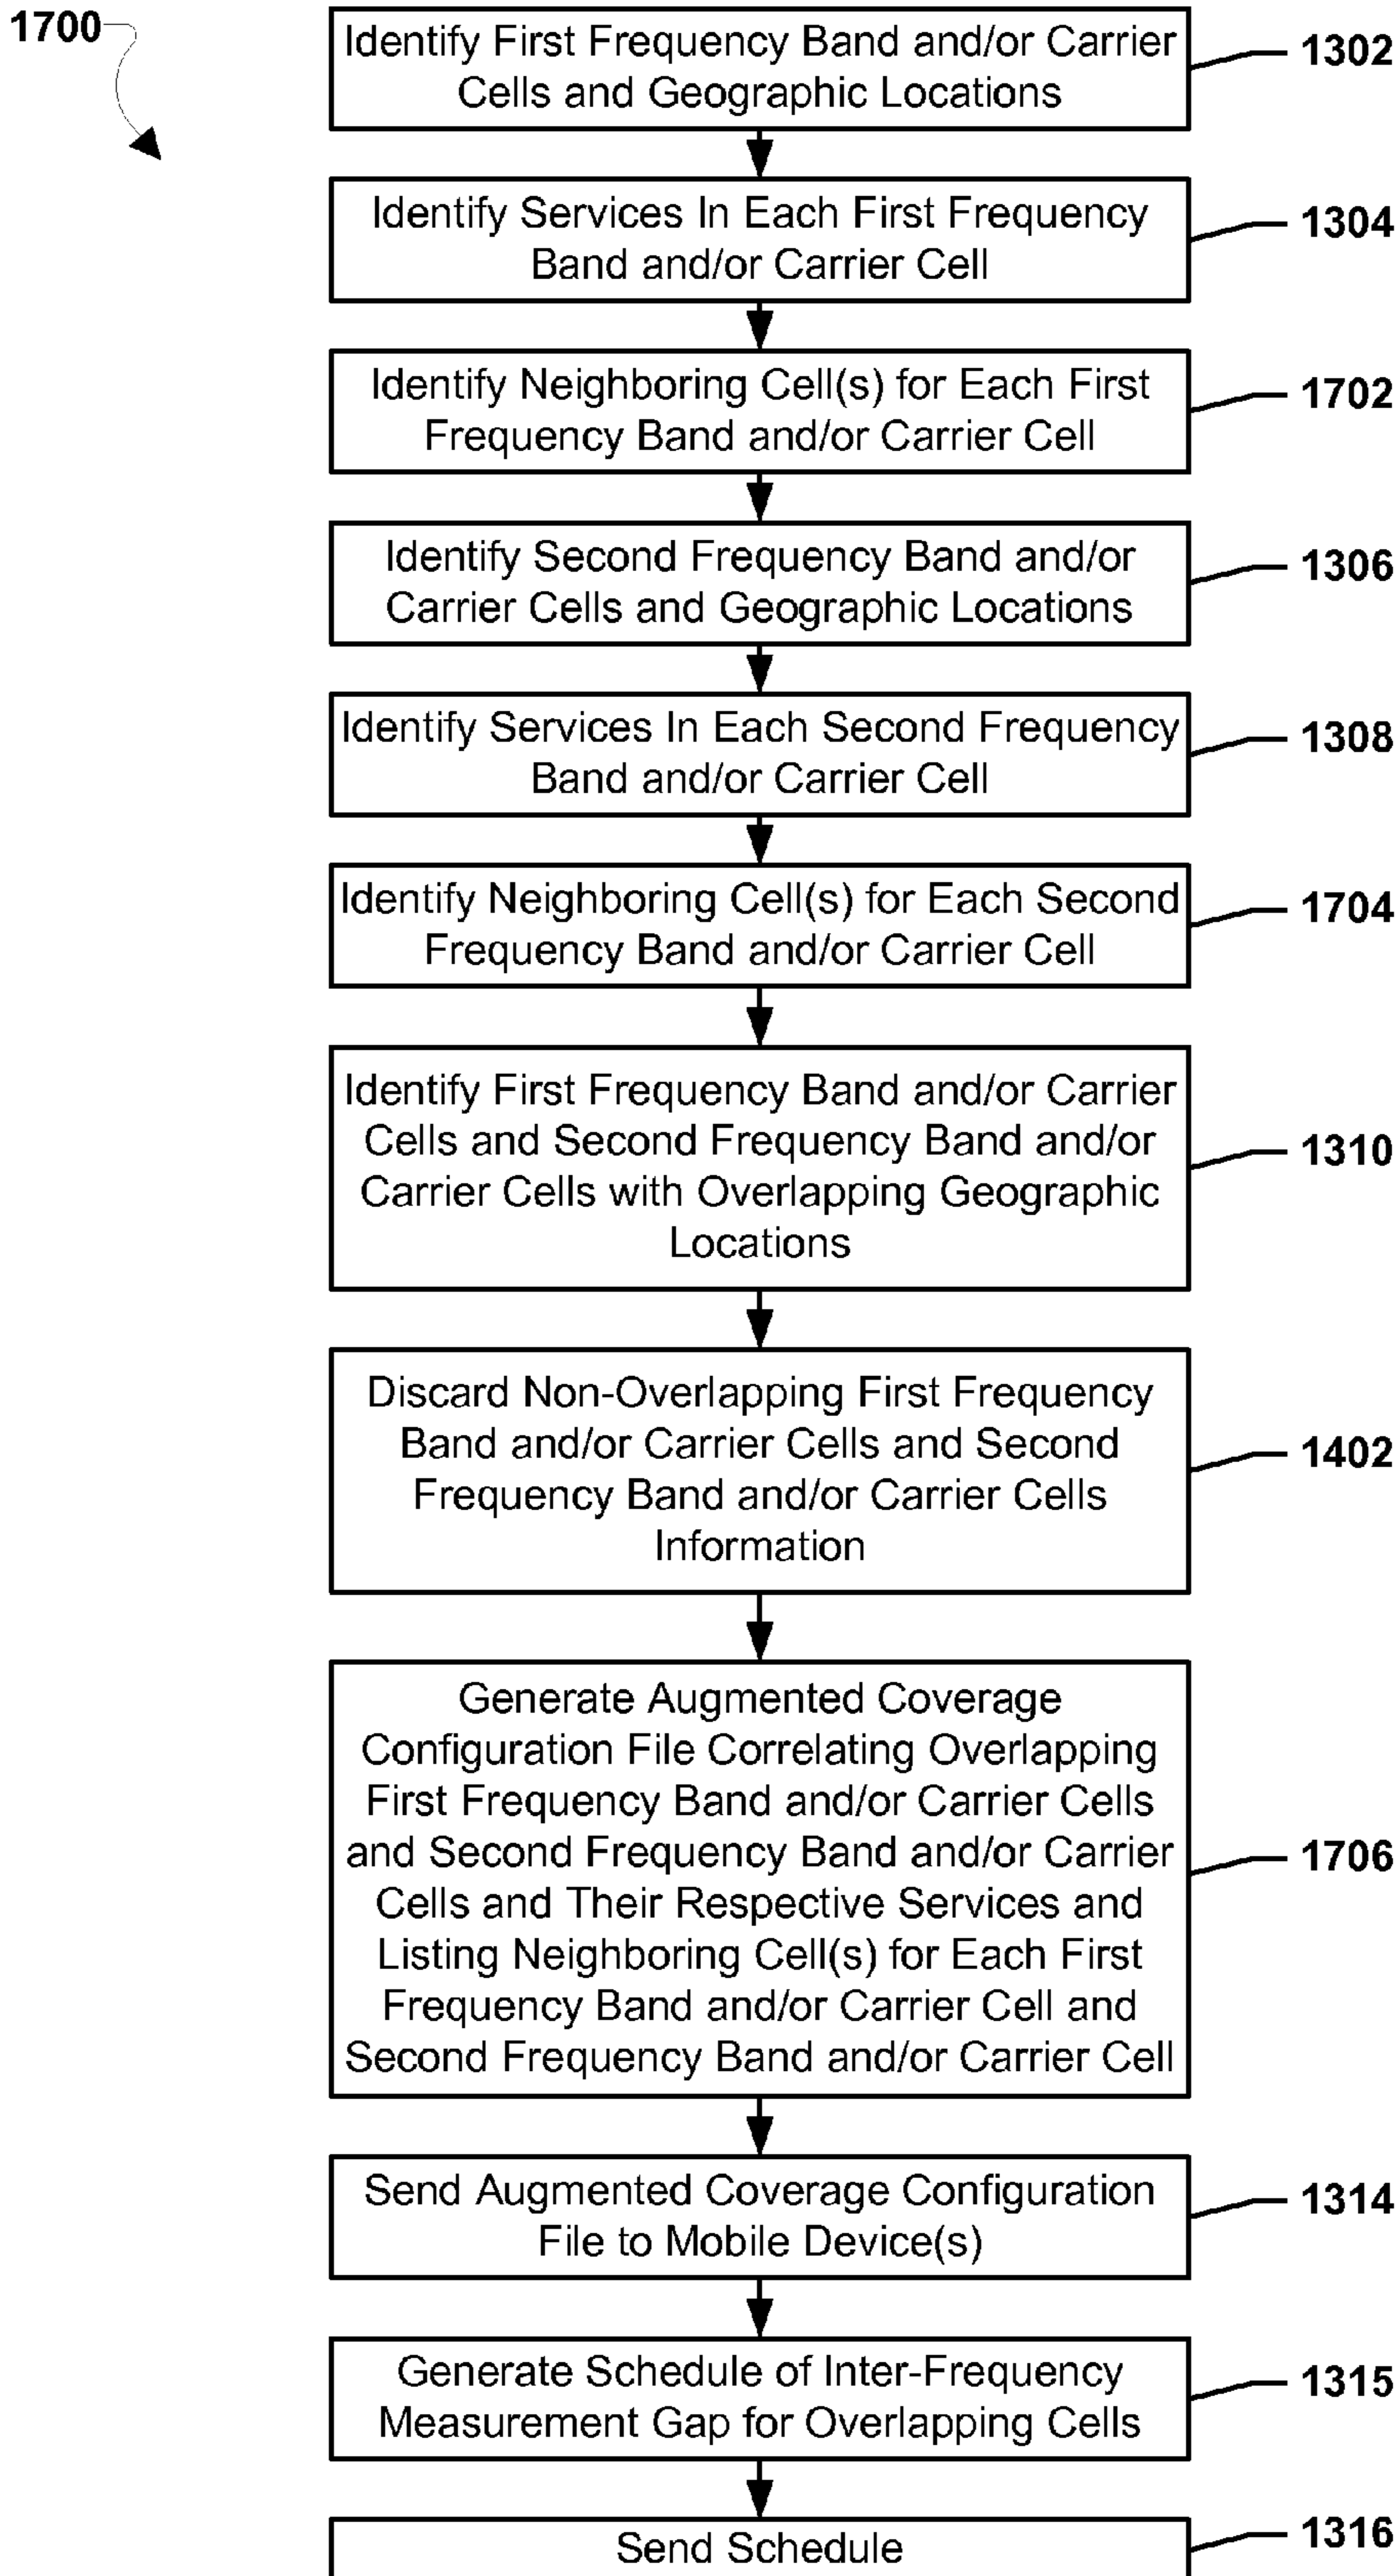 1700
Identify First Frequency Band and/or Carrier
Cells and Geographic Locations
1302
Identify Services In Each First Frequency
Band and/or Carrier Cell
1304
Identify Neighboring Cell(s) for Each First
Frequency Band and/or Carrier Cell
1702
Identify Second Frequency Band and/or
Carrier Cells and Geographic Locations
1306
Identify Services In Each Second Frequency
Band and/or Carrier Cell
1308
Identify Neighboring Cell(s) for Each Second
Frequency Band and/or Carrier Cell
1704
Identify First Frequency Band and/or Carrier
Cells and Second Frequency Band and/or
Carrier Cells with Overlapping Geographic
Locations
1310
Discard Non-Overlapping First Frequency
Band and/or Carrier Cells and Second
Frequency Band and/or Carrier Cells
Information
1402
Generate Augmented Coverage
Configuration File Correlating Overlapping
First Frequency Band and/or Carrier Cells
and Second Frequency Band and/or Carrier
Cells and Their Respective Services and
Listing Neighboring Cell(s) for Each First
Frequency Band and/or Carrier Cell and
Second Frequency Band and/or Carrier Cell
1706
Send Augmented Coverage Configuration
File to Mobile Device(s)
1314
Generate Schedule of Inter-Frequency
Measurement Gap for Overlapping Cells
1315
Send Schedule
1316